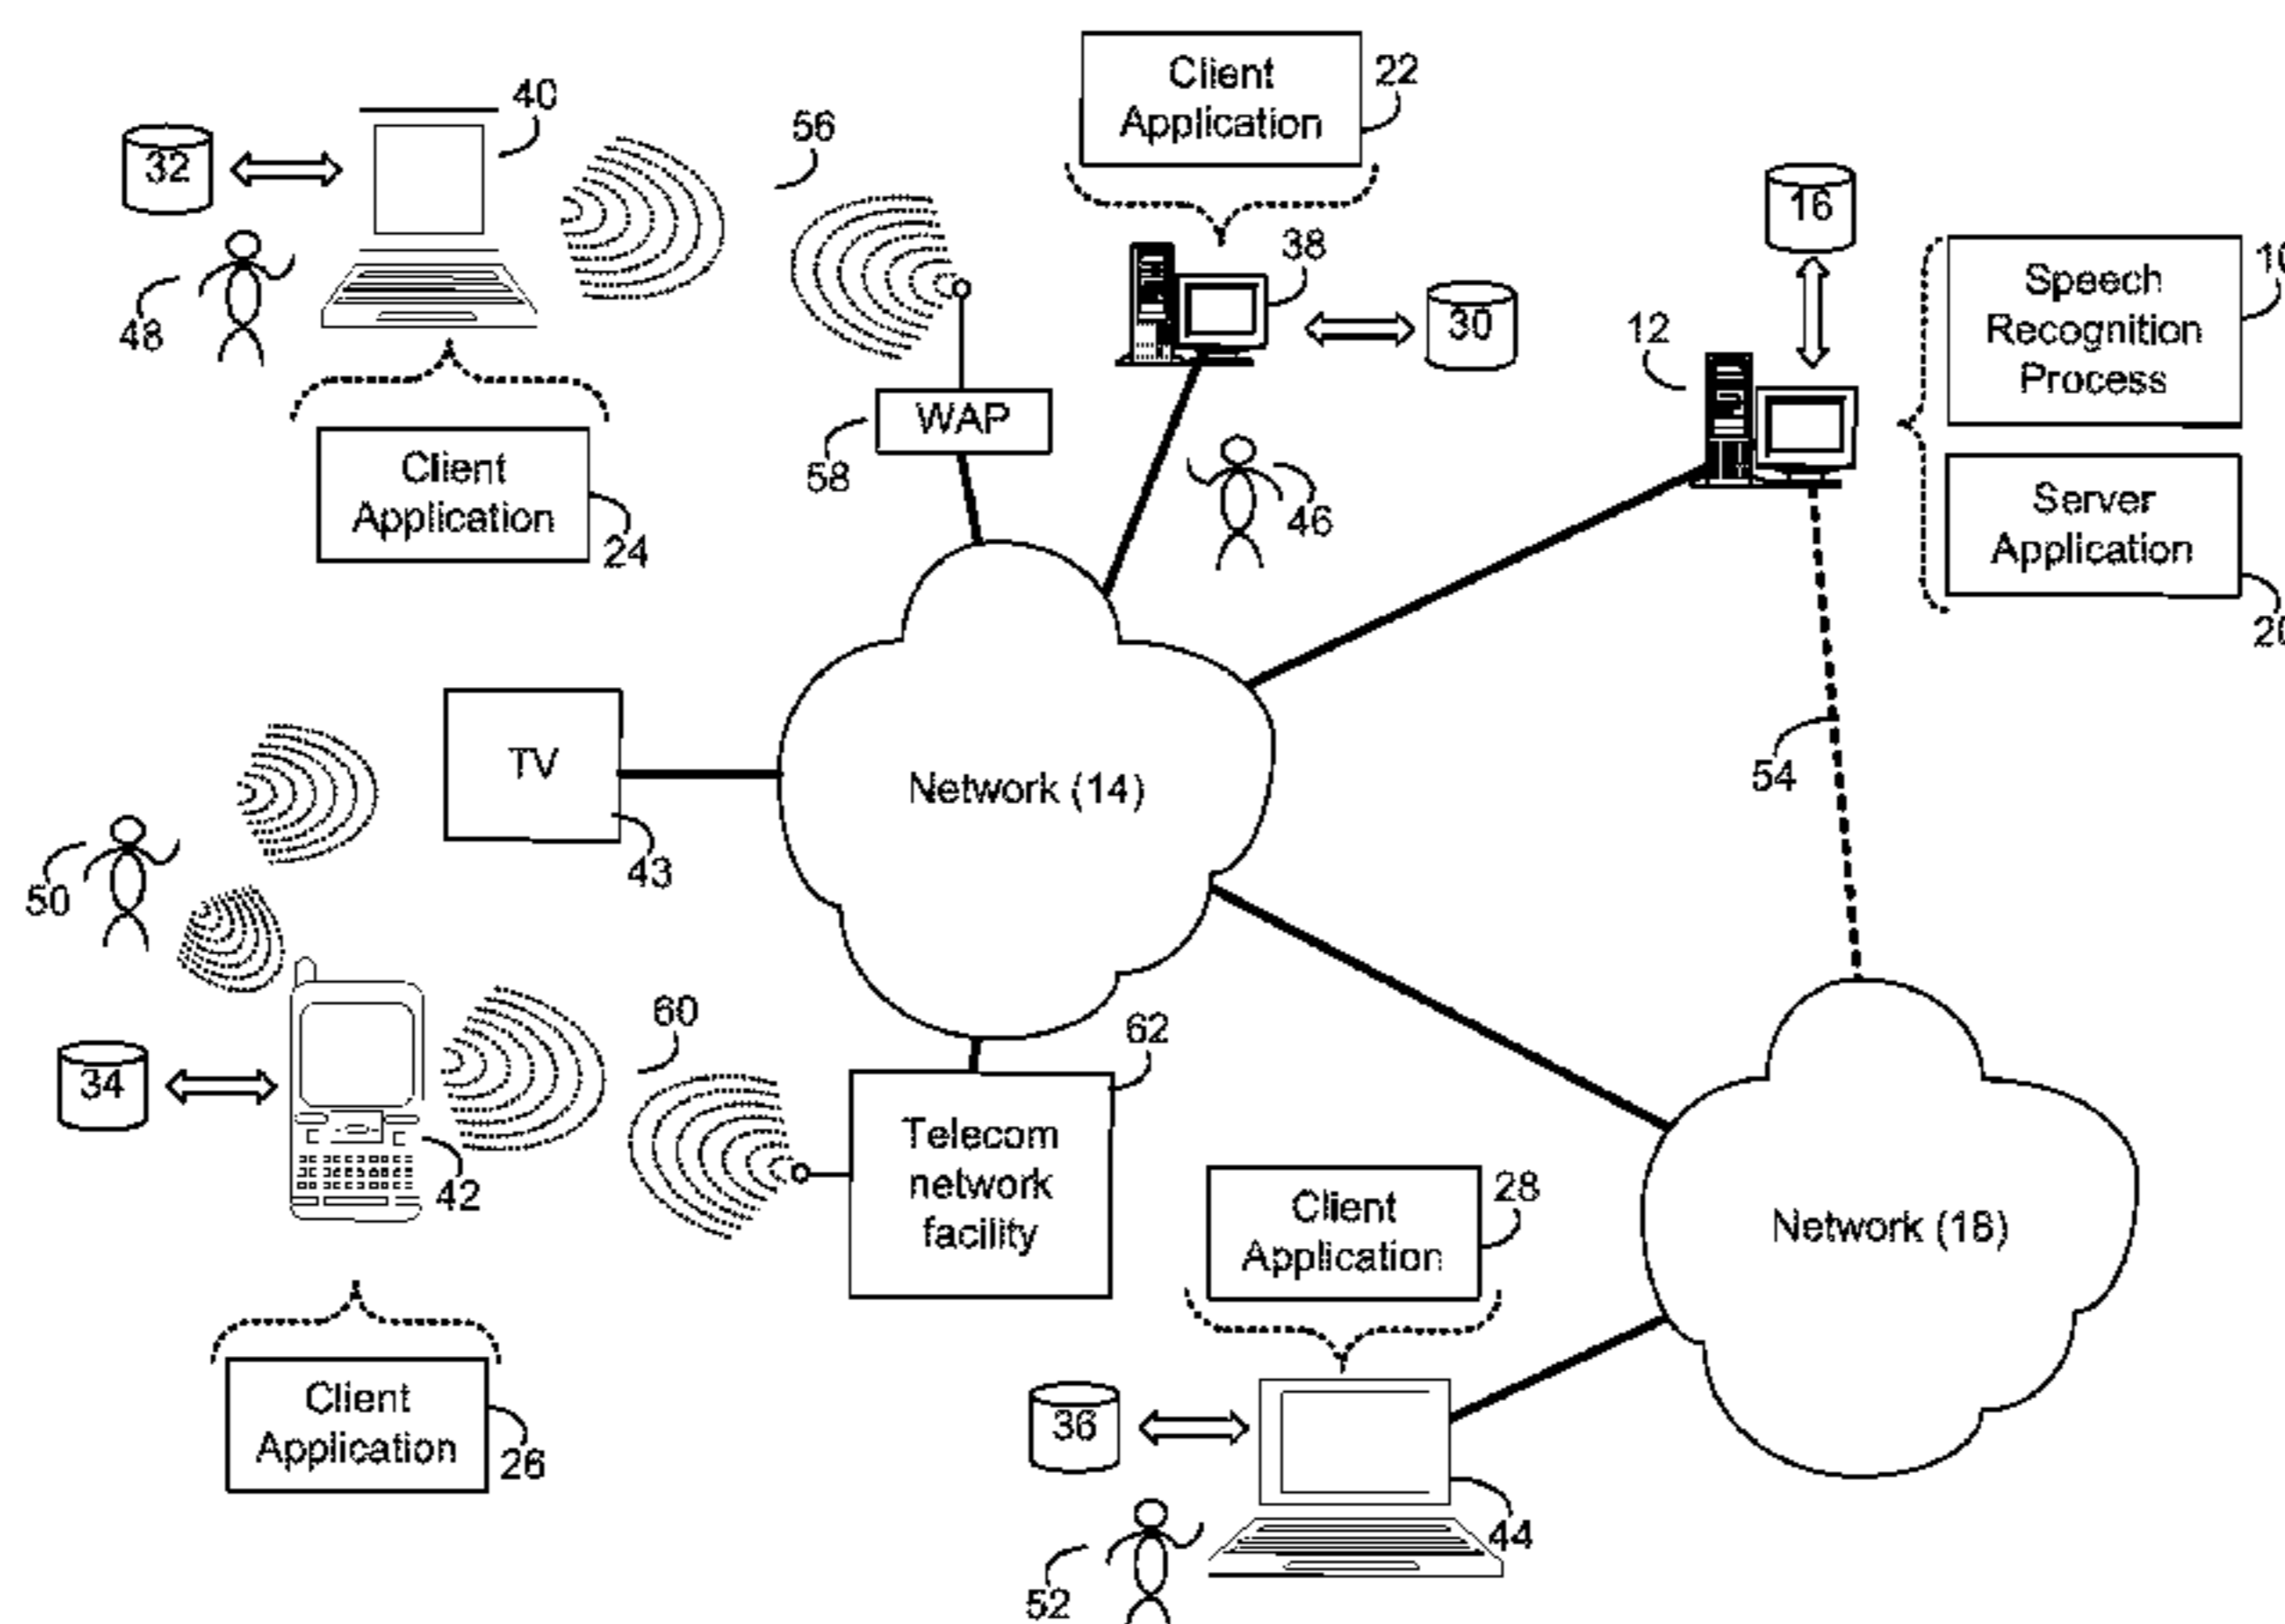 Client
Application
22
40
32
56
16
48
38
30
12
Speech
Recognition
Process
10
WAP
58
46
Client
Application
24
Server
Application
20
TV
43
Network (14)
54
50
60
62
34
42
Telecom
network
facility
Client
Application
28
Network (18)
Client
Application
26
36
44
52